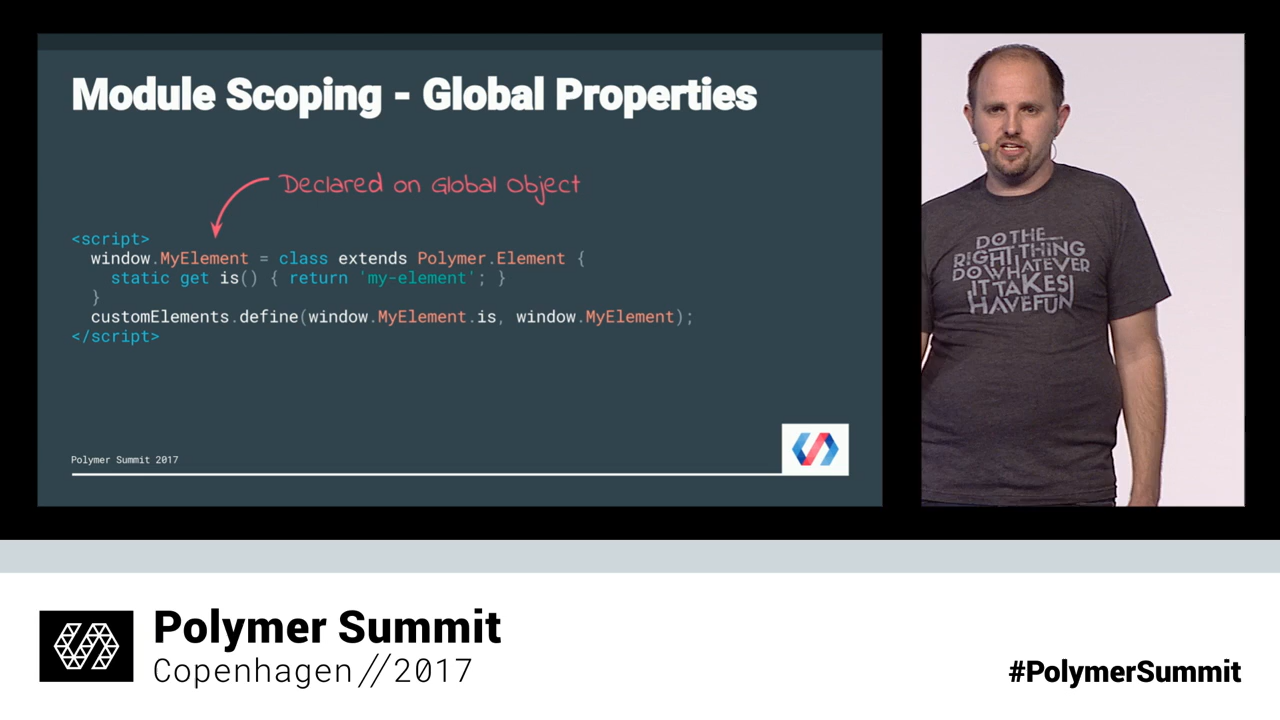 Module Scoping - Global Properties
Declared on Global Object
<script>
window.MyElement = class extends Polymer.Element {
static get is() { return 'my-element'; }
}
customElements.define(window.MyElement.is, window.MyElement);
</script>
Polymer Summit 2017
DO THE
RIGHT THING
DO WHATEVER
IT TAKES
HAVE FUN
Polymer Summit
Copenhagen//2017
#PolymerSummit